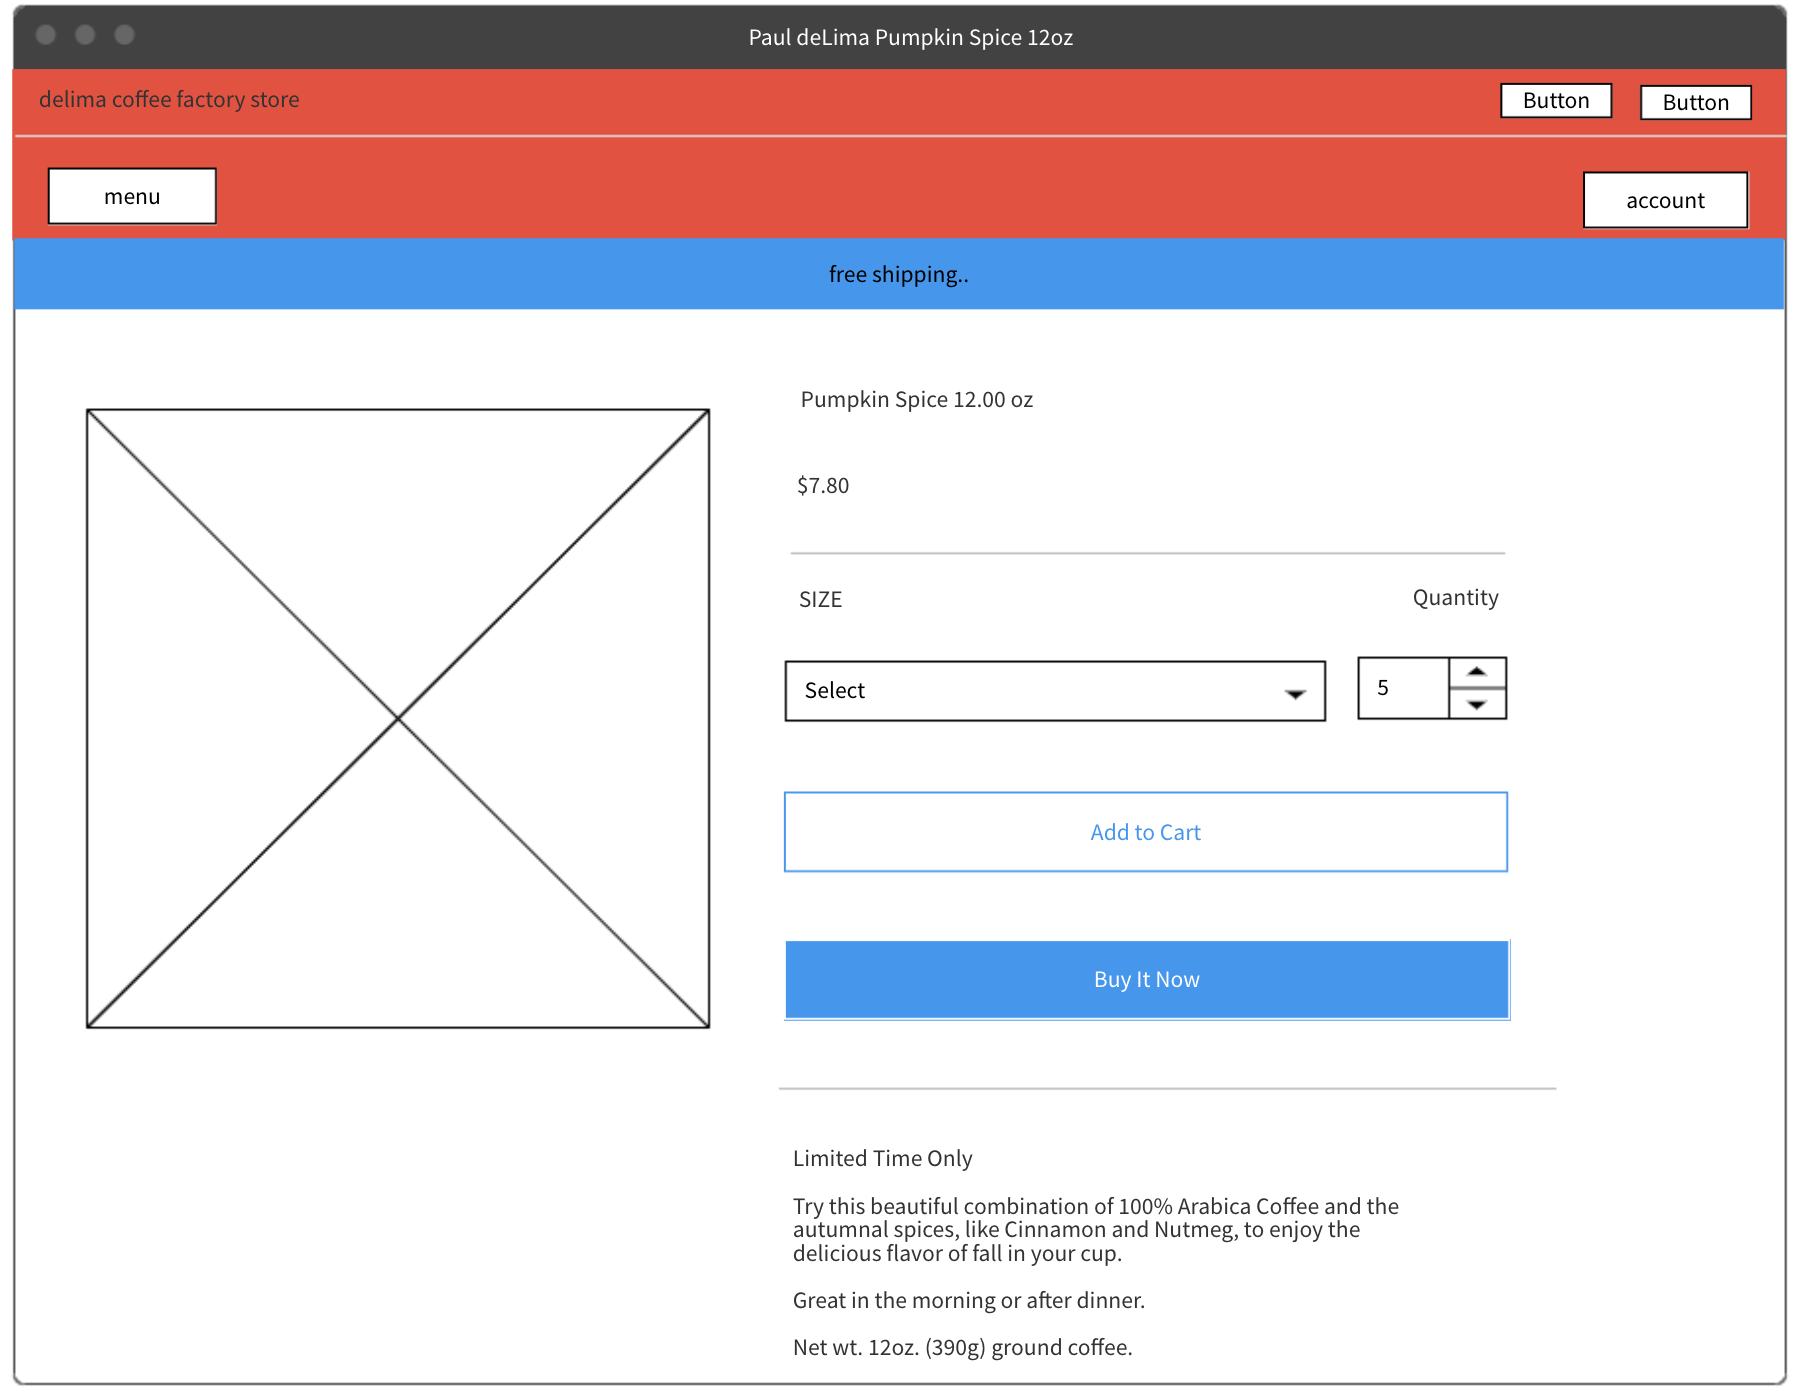 Paul deLima Pumpkin Spice 12oz
delima coffee factory store
Button
Button
menu
account
free shipping..
Pumpkin Spice 12.00 oz
$7.80
SIZE
Quantity
Select
5
Add to Cart
Buy It Now
Limited Time Only
Try this beautiful combination of 100% Arabica Coffee and the
autumnal spices, like Cinnamon and Nutmeg, to enjoy the
delicious flavor of fall in your cup.
Great in the morning or after dinner.
Net wt. 12oz. (390g) ground coffee.